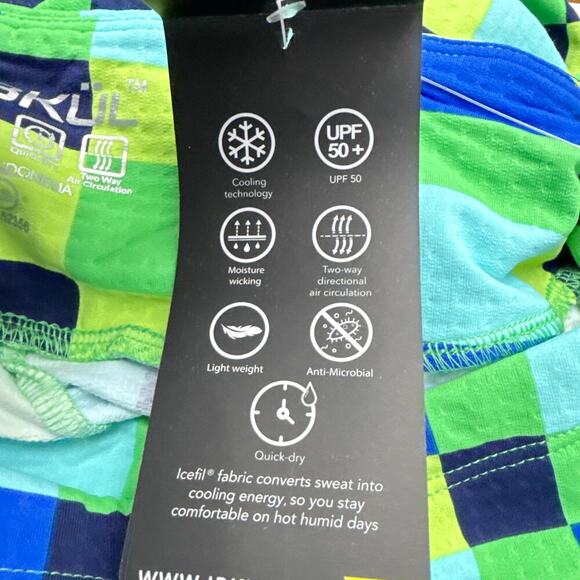 SKÜL™
Two Way
Air Circulation
UPF
50+
Cooling
technology
UPF 50
Moisture
wicking
Two-way
directional
air circulation
Light weight
Anti-Microbial
Quick-dry
Icefil® fabric converts sweat into
cooling energy, so you stay
comfortable on hot humid days